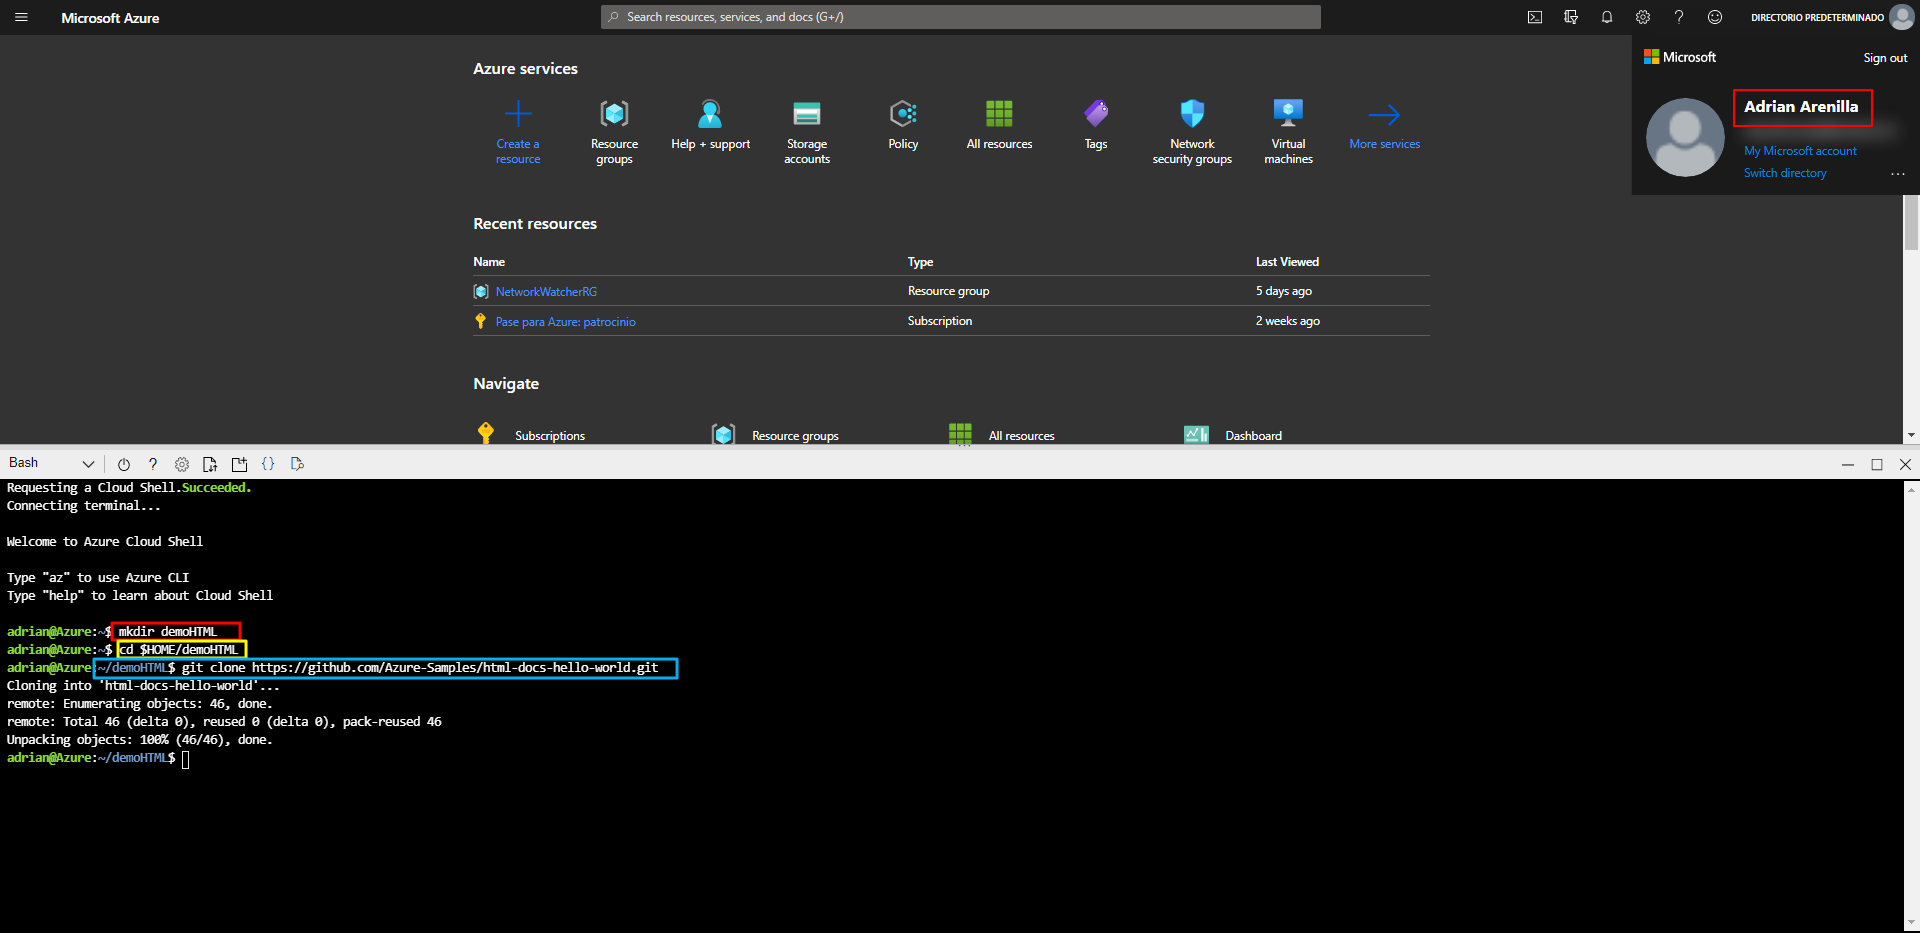 Microsoft Azure
Search resources, services, and docs (G+/)
DIRECTORIO PREDETERMINADO
Microsoft
Sign out
Adrian Arenilla
My Microsoft account
Switch directory
...
Azure services
Create a resource
Resource groups
Help + support
Storage accounts
Policy
All resources
Tags
Network security groups
Virtual machines
More services
Recent resources
Name Type Last Viewed
NetworkWatcherRG Resource group 5 days ago
Pase para Azure: patrocinio Subscription 2 weeks ago
Navigate
Subscriptions Resource groups All resources Dashboard
Bash
Requesting a Cloud Shell.Succeeded.
Connecting terminal...
Welcome to Azure Cloud Shell
Type "az" to use Azure CLI
Type "help" to learn about Cloud Shell
adrian@Azure:~$ mkdir demoHTML
adrian@Azure:~$ cd $HOME/demoHTML
adrian@Azure:~/demoHTML$ git clone https://github.com/Azure-Samples/html-docs-hello-world.git
Cloning into 'html-docs-hello-world'...
remote: Enumerating objects: 46, done.
remote: Total 46 (delta 0), reused 0 (delta 0), pack-reused 46
Unpacking objects: 100% (46/46), done.
adrian@Azure:~/demoHTML$